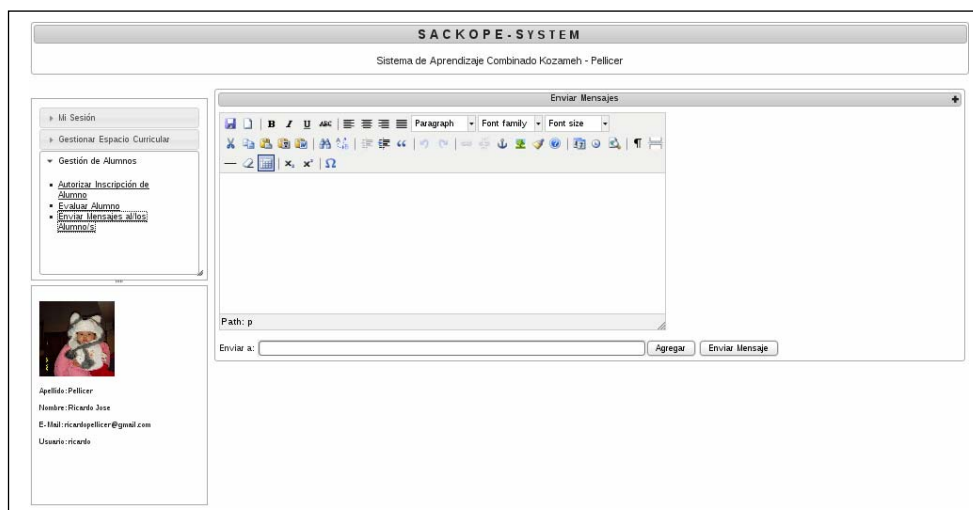 SACKOPE-SYSTEM
Sistema de Aprendizaje Combinado Kozameh - Pellicer
Mi Sesión
Gestionar Espacio Curricular
Gestión de Alumnos
Autorizar Inscripción de
Alumno
Evaluar Alumno
Enviar Mensajes al/los
Alumno/s
Apellido:Pellicer
Nombre:Ricardo Jose
E-Mail:ricardopellicer@gmail.com
Usuario:ricardo
Enviar Mensajes
B I U ABC Paragraph Font family Font size
Path: p
Enviar a: Agregar Enviar Mensaje